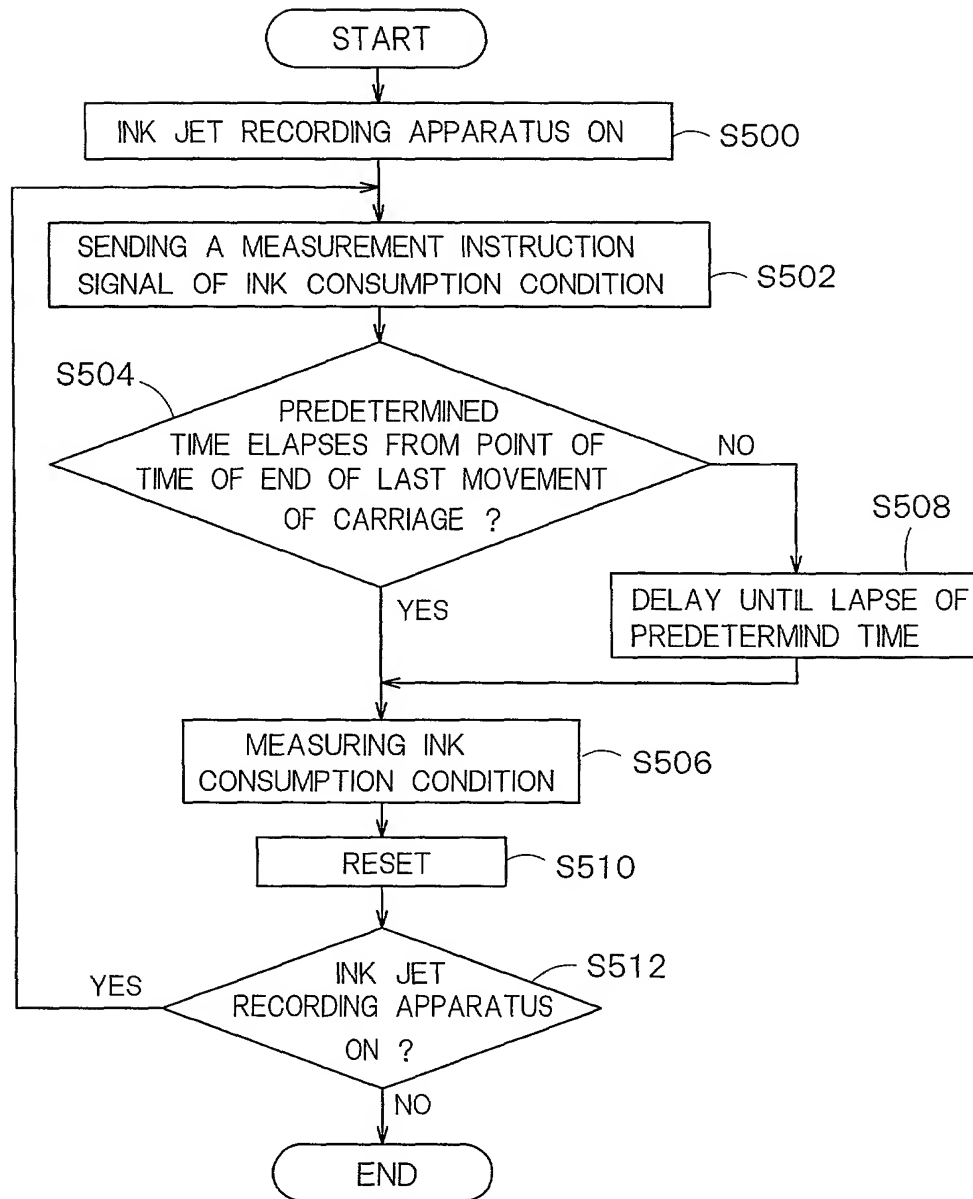 START
INK JET RECORDING APPARATUS ON
S500
SENDING A MEASUREMENT INSTRUCTION
SIGNAL OF INK CONSUMPTION CONDITION
S502
S504
PREDETERMINED
TIME ELAPSES FROM POINT OF
TIME OF END OF LAST MOVEMENT
OF CARRIAGE ?
NO
S508
YES
DELAY UNTIL LAPSE OF
PREDETERMIND TIME
MEASURING INK
CONSUMPTION CONDITION
S506
RESET
S510
S512
YES
INK JET
RECORDING APPARATUS
ON ?
NO
END